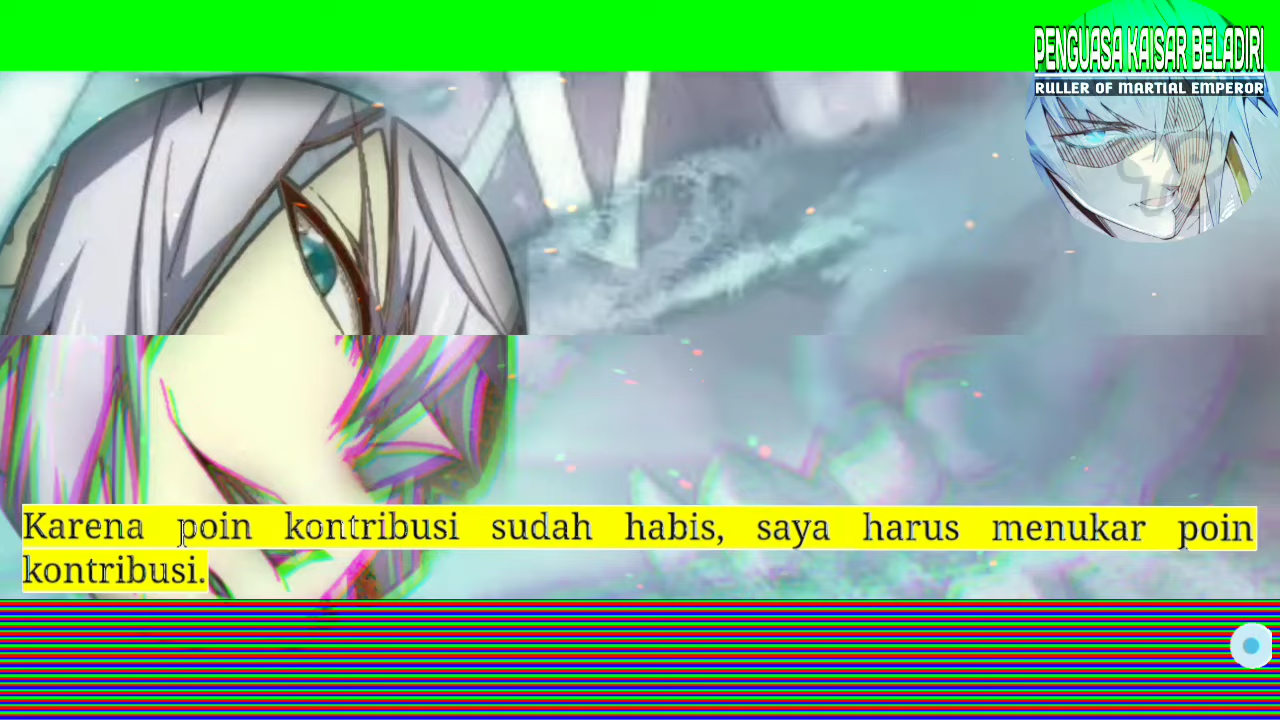 PENGUASA KAISAR BELADIRI
RULLER OF MARTIAL EMPEROR
Karena poin kontribusi sudah habis, saya harus menukar poin
kontribusi.